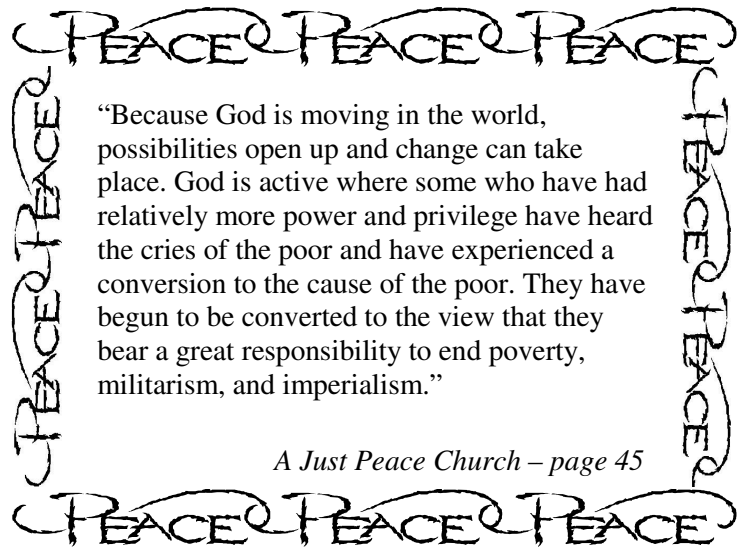 PEACE PEACE PEACE
PEACE PEACE
“Because God is moving in the world,
possibilities open up and change can take
place. God is active where some who have had
relatively more power and privilege have heard
the cries of the poor and have experienced a
conversion to the cause of the poor. They have
begun to be converted to the view that they
bear a great responsibility to end poverty,
militarism, and imperialism.”
A Just Peace Church – page 45
PEACE PEACE
PEACE PEACE PEACE